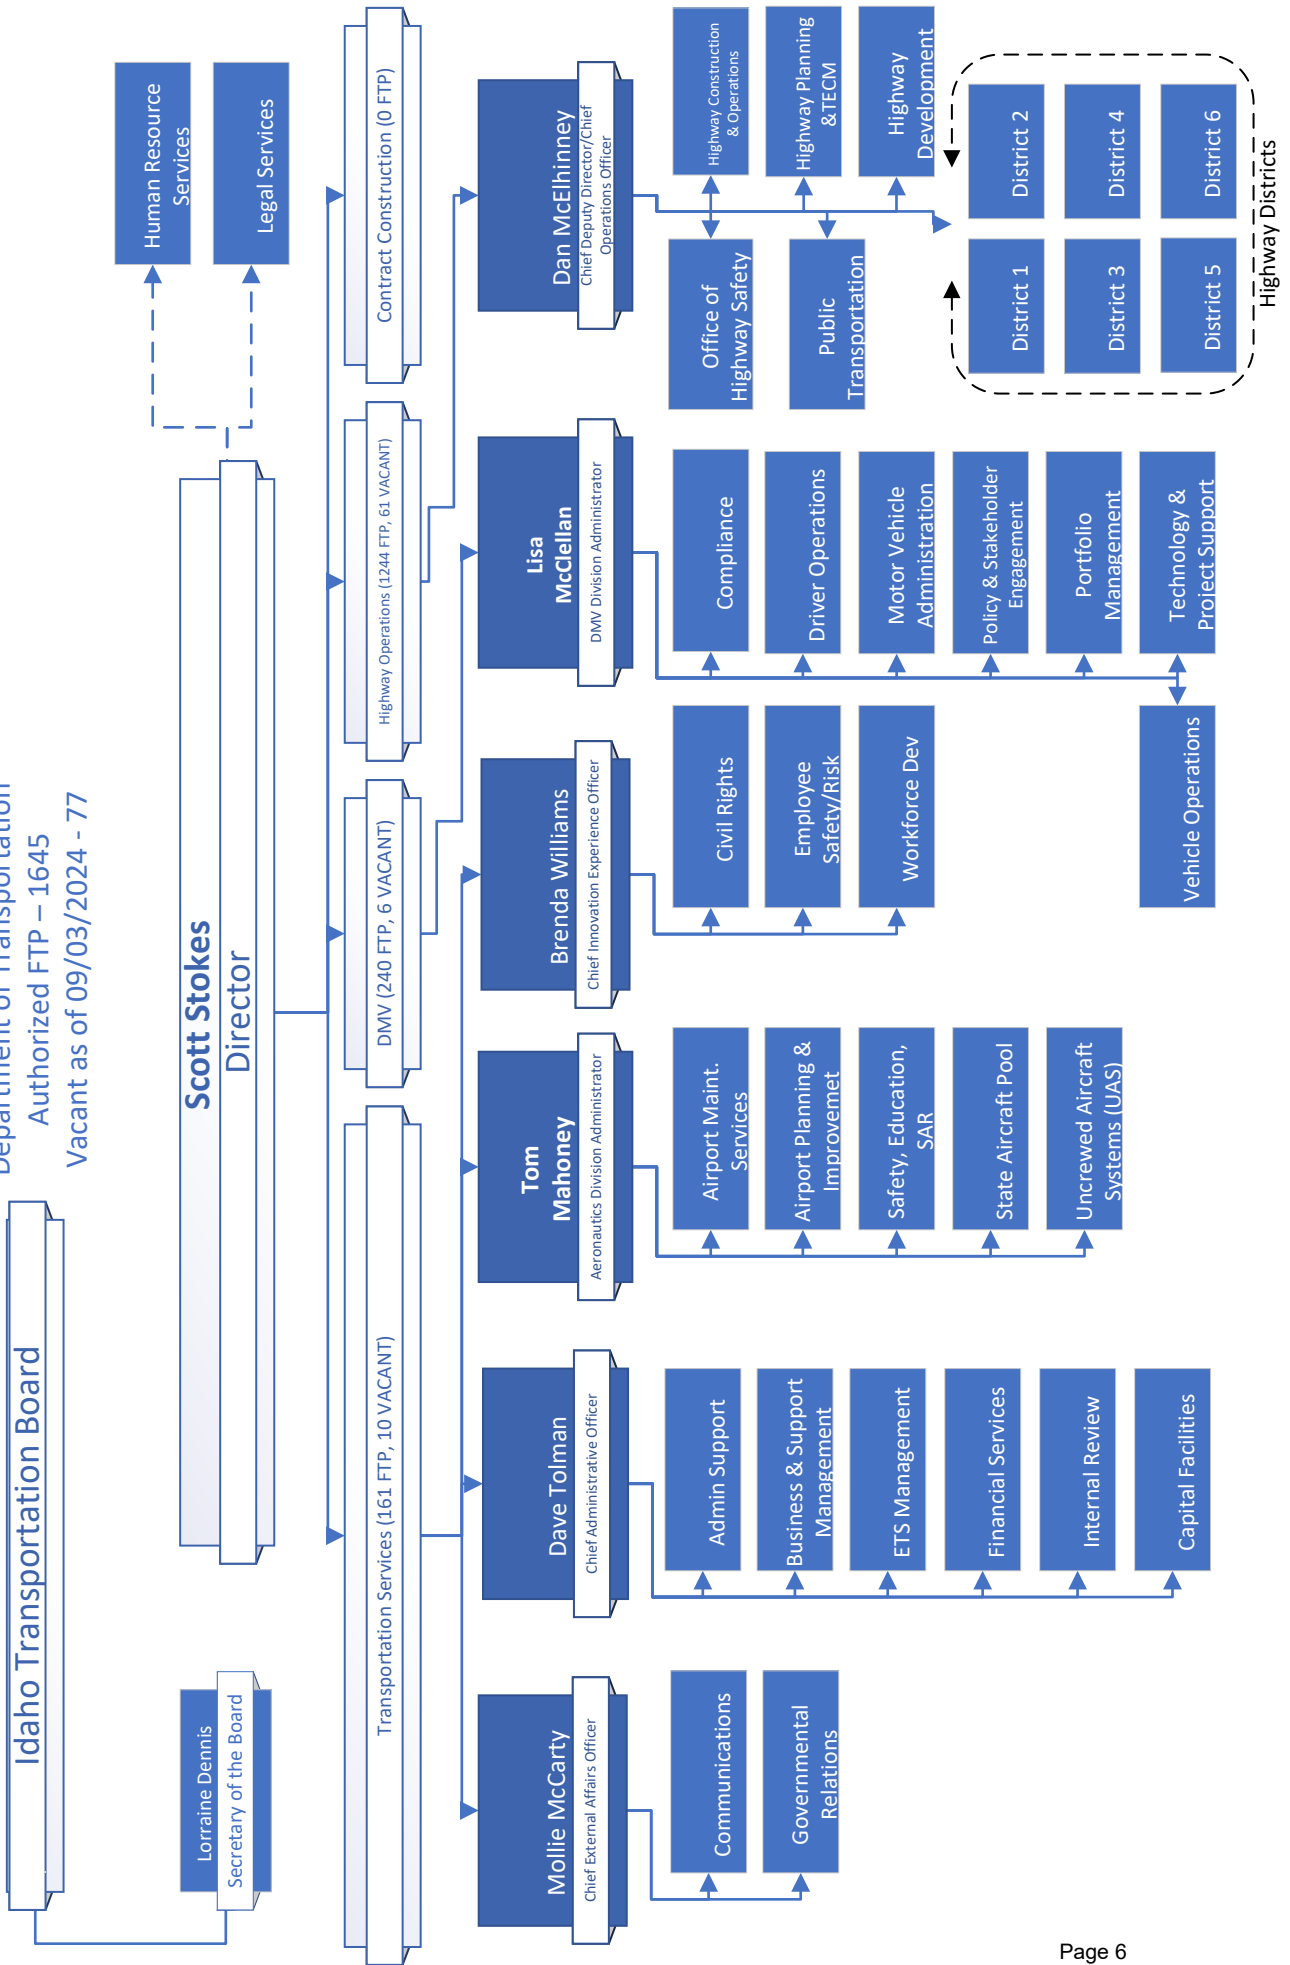 Department of Transportation
Authorized FTP – 1645
Vacant as of 09/03/2024 - 77
Idaho Transportation Board
Lorraine Dennis
Secretary of the Board
Scott Stokes
Director
Human Resource
Services
Legal Services
Transportation Services (161 FTP, 10 VACANT)
DMV (240 FTP, 6 VACANT)
Highway Operations (1244 FTP, 61 VACANT)
Contract Construction (0 FTP)
Mollie McCarty
Chief External Affairs Officer
Communications
Governmental
Relations
Dave Tolman
Chief Administrative Officer
Admin Support
Business & Support
Management
ETS Management
Financial Services
Internal Review
Capital Facilities
Tom
Mahoney
Aeronautics Division Administrator
Airport Maint.
Services
Airport Planning &
Improvemet
Safety, Education,
SAR
State Aircraft Pool
Uncrewed Aircraft
Systems (UAS)
Brenda Williams
Chief Innovation Experience Officer
Civil Rights
Employee
Safety/Risk
Workforce Dev
Lisa
McClellan
DMV Division Administrator
Compliance
Driver Operations
Motor Vehicle
Administration
Policy & Stakeholder
Engagement
Portfolio
Management
Technology &
Project Support
Vehicle Operations
Dan McElhinney
Chief Deputy Director/Chief
Operations Officer
Office of
Highway Safety
Highway Construction
& Operations
Public
Transportation
Highway Planning
&TECM
Highway
Development
District 1
District 2
District 3
District 4
District 5
District 6
Highway Districts
Page 6